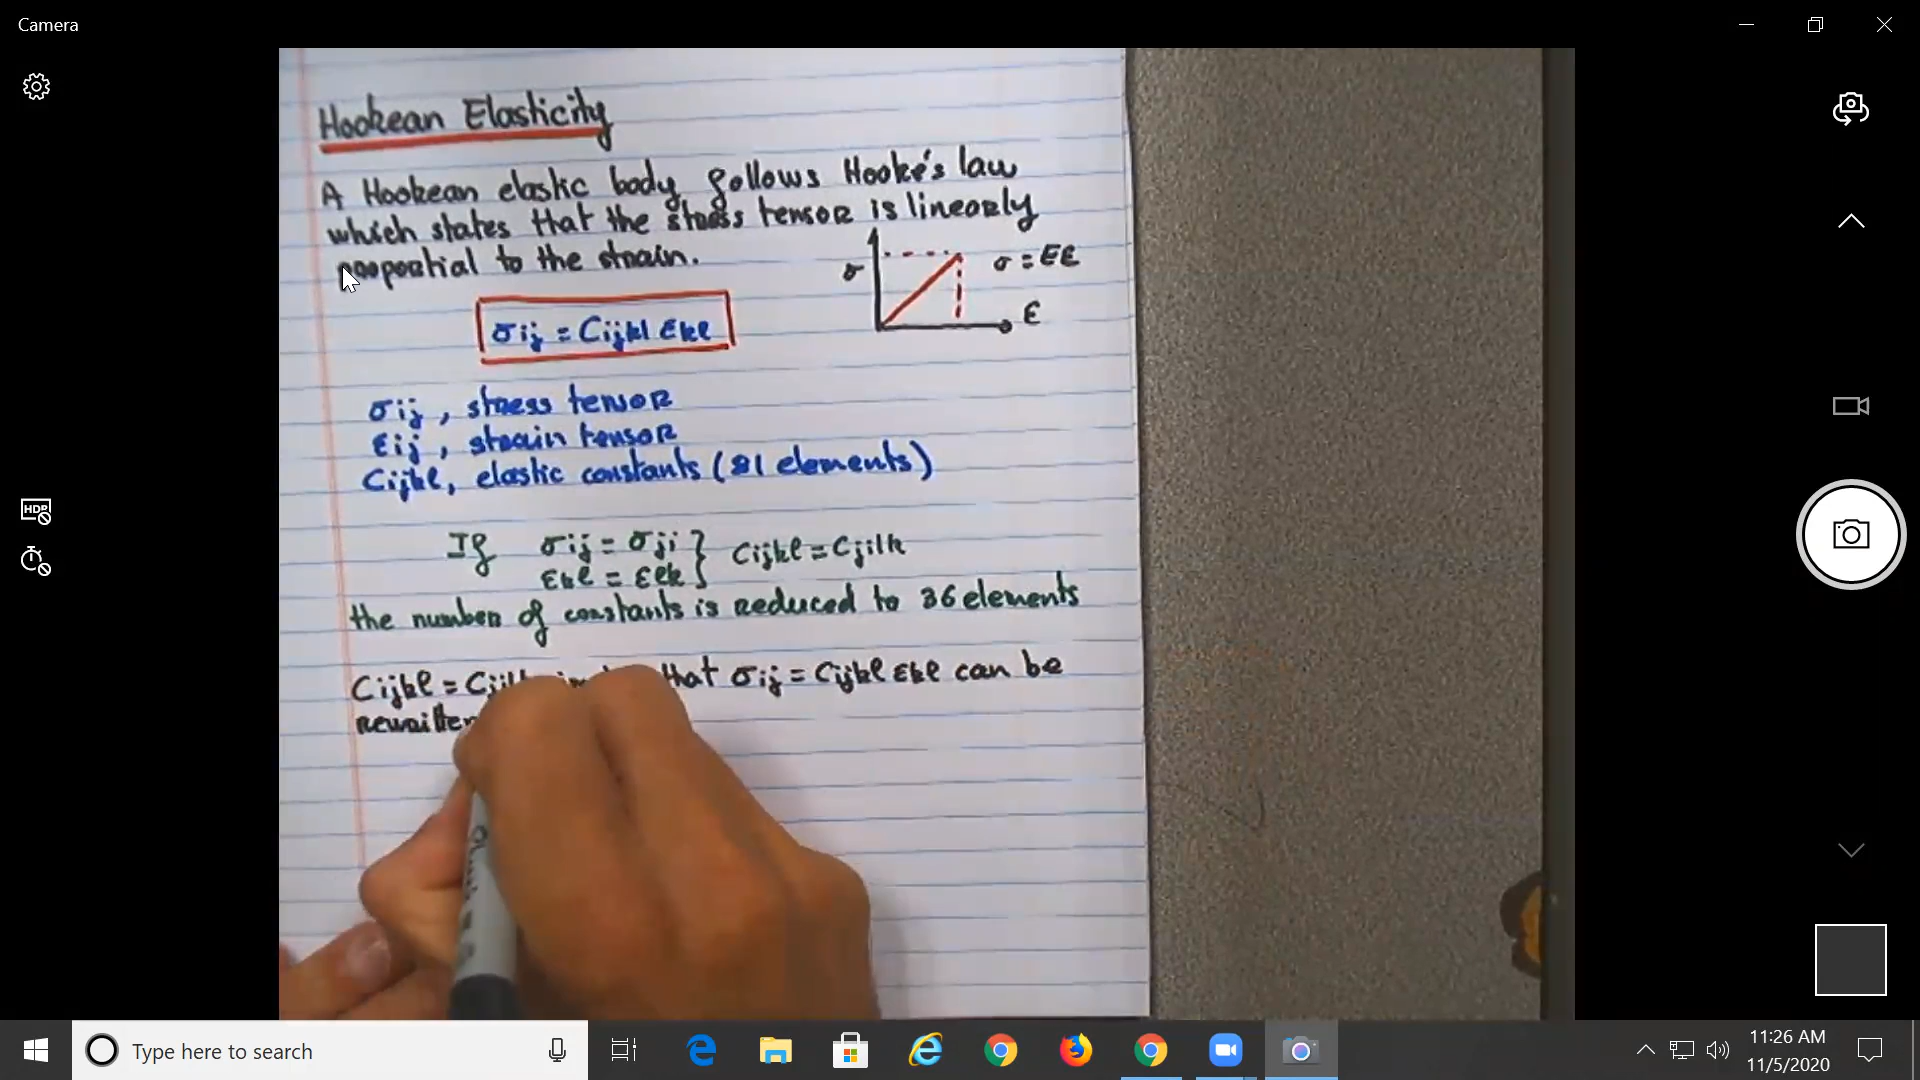 Camera
Hookean Elasticity
A Hookean elastic body follows Hooke's law
which states that the stress tensor is linearly
propostial to the strain.
σ
σ = Eε
ε
σij = Cijkl εkl
σij, stress tensor
εij, strain tensor
Cijkl, elastic constants (81 elements)
If σij = σji } Cijkl = Cjilk
εkl = εlk
the number of constants is reduced to 36 elements
Cijkl = Cjilk that σij = Cijkl εkl can be
rewritten
Type here to search
11:26 AM
11/5/2020